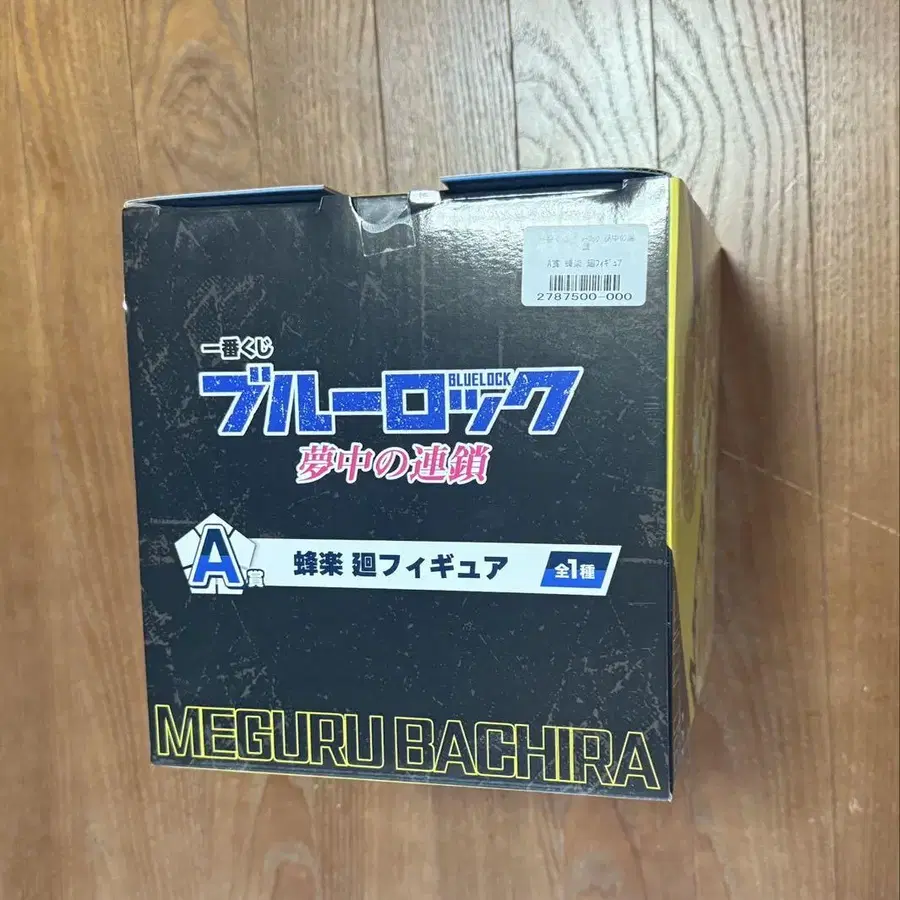 A賞 蜂楽 廻フィギュア
2787500-000
一番くじ
BLUELOCK
ブルーロック
夢中の連鎖
A賞 蜂楽 廻フィギュア 全1種
MEGURU BACHIRA